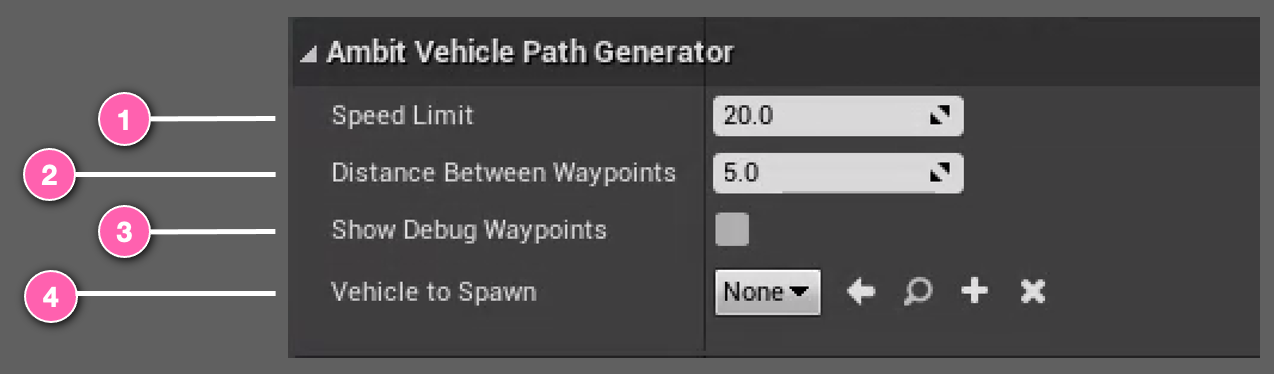 Ambit Vehicle Path Generator
1 Speed Limit 20.0
2 Distance Between Waypoints 5.0
3 Show Debug Waypoints
4 Vehicle to Spawn None